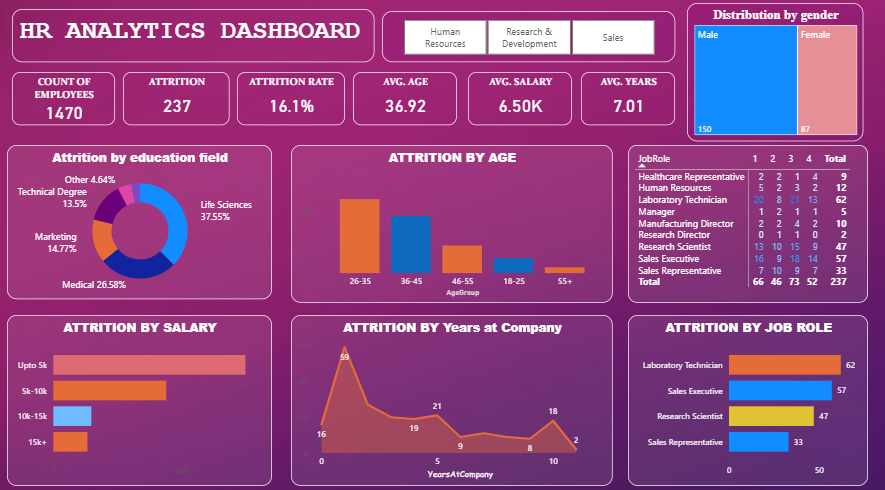 HR ANALYTICS DASHBOARD
Human
Resources
Research &
Development
Sales
Distribution by gender
Male
Female
150
87
COUNT OF
EMPLOYEES
1470
ATTRITION
237
ATTRITION RATE
16.1%
AVG. AGE
36.92
AVG. SALARY
6.50K
AVG. YEARS
7.01
Attrition by education field
Other 4.64%
Technical Degree
13.5%
Marketing
14.77%
Medical 26.58%
Life Sciences
37.55%
ATTRITION BY AGE
26-35
36-45
46-55
18-25
55+
AgeGroup
JobRole 1 2 3 4 Total
Healthcare Representative 2 2 1 4 9
Human Resources 5 2 3 2 12
Laboratory Technician 20 8 21 13 62
Manager 1 2 1 1 5
Manufacturing Director 2 2 4 2 10
Research Director 0 1 1 0 2
Research Scientist 13 10 15 9 47
Sales Executive 16 9 18 14 57
Sales Representative 7 10 9 7 33
Total 66 46 73 52 237
ATTRITION BY SALARY
Upto 5k
5k-10k
10k-15k
15k+
ATTRITION BY Years at Company
59
16
19
21
9
8
18
2
0 5 10
YearsAtCompany
ATTRITION BY JOB ROLE
Laboratory Technician 62
Sales Executive 57
Research Scientist 47
Sales Representative 33
0 50